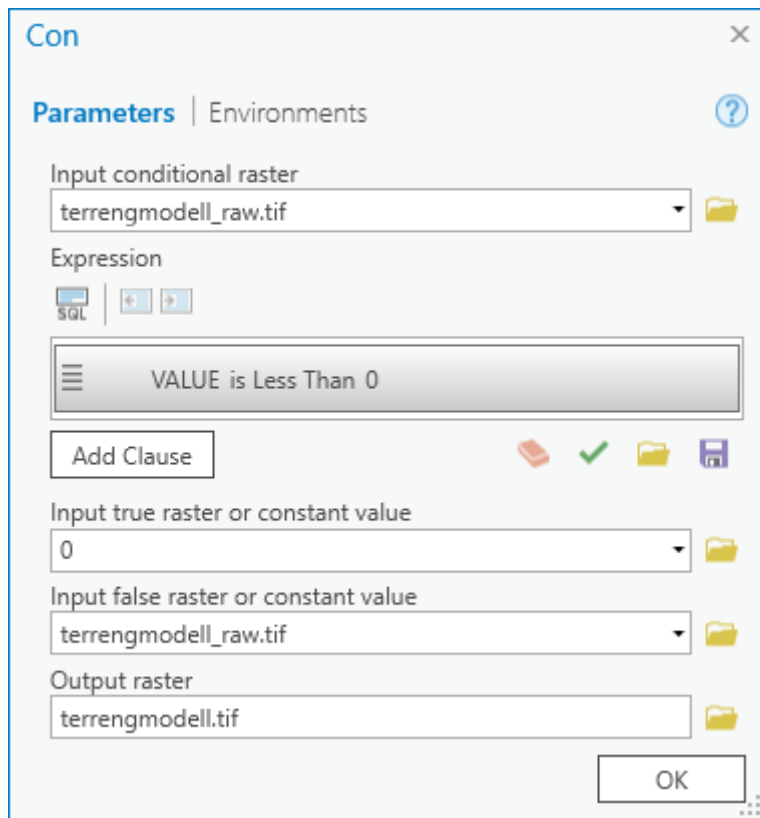 Con
Parameters | Environments
Input conditional raster
terrengmodell_raw.tif
Expression
SQL
VALUE is Less Than 0
Add Clause
Input true raster or constant value
0
Input false raster or constant value
terrengmodell_raw.tif
Output raster
terrengmodell.tif
OK